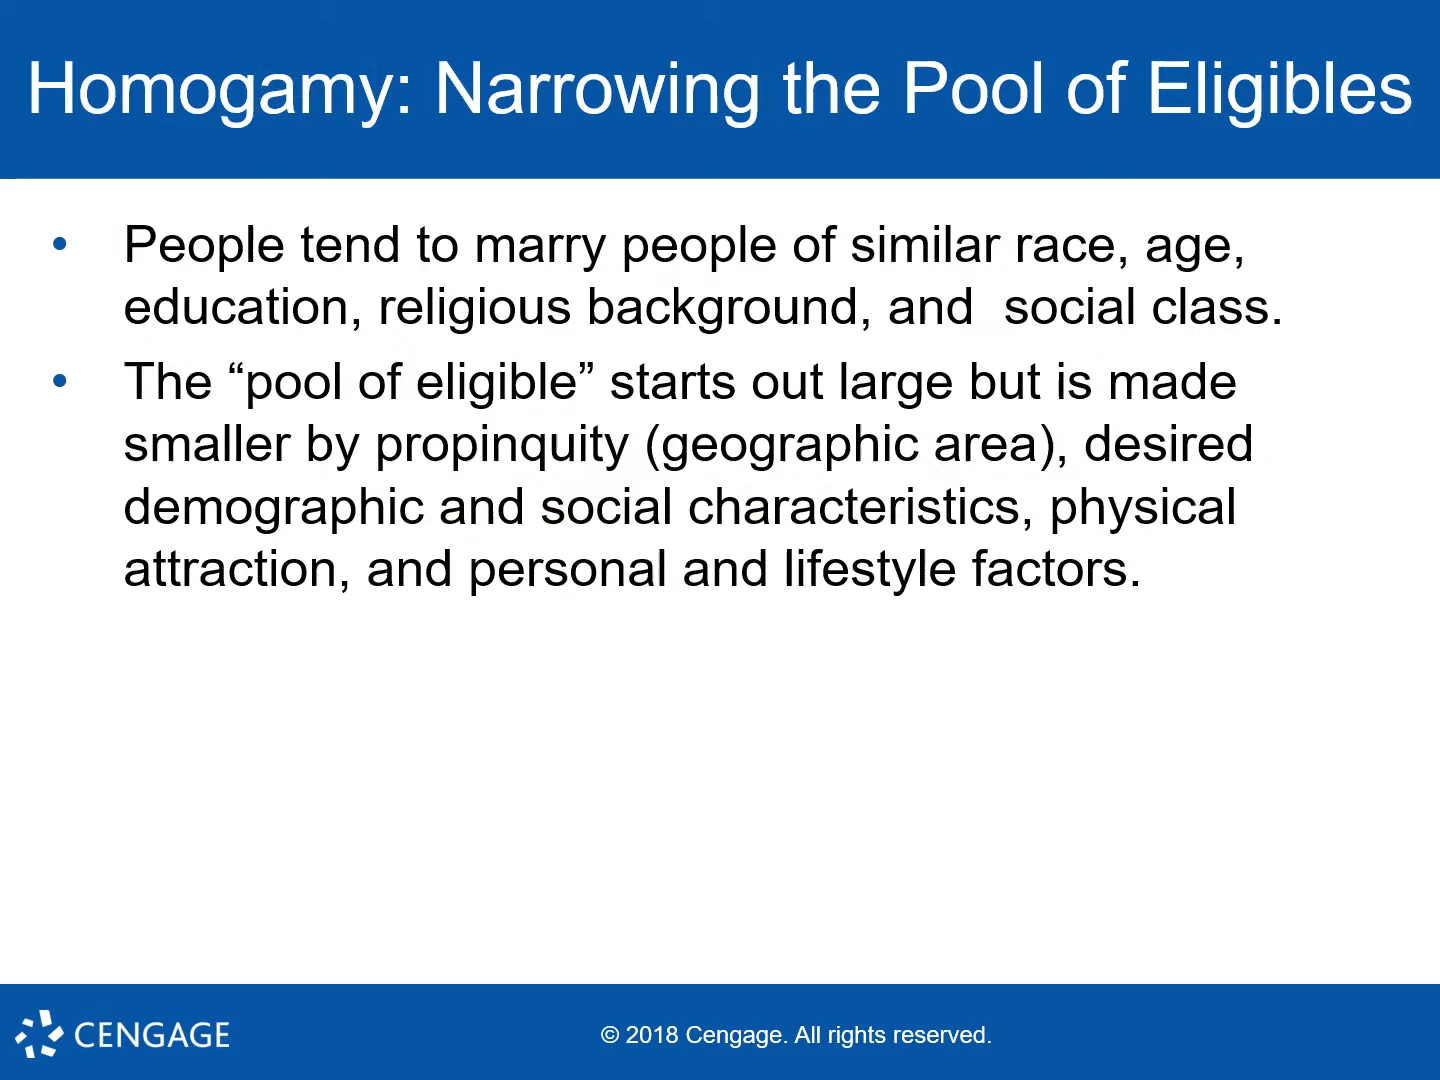 Homogamy: Narrowing the Pool of Eligibles
• People tend to marry people of similar race, age,
education, religious background, and  social class.
• The “pool of eligible” starts out large but is made
smaller by propinquity (geographic area), desired
demographic and social characteristics, physical
attraction, and personal and lifestyle factors.
CENGAGE
© 2018 Cengage. All rights reserved.